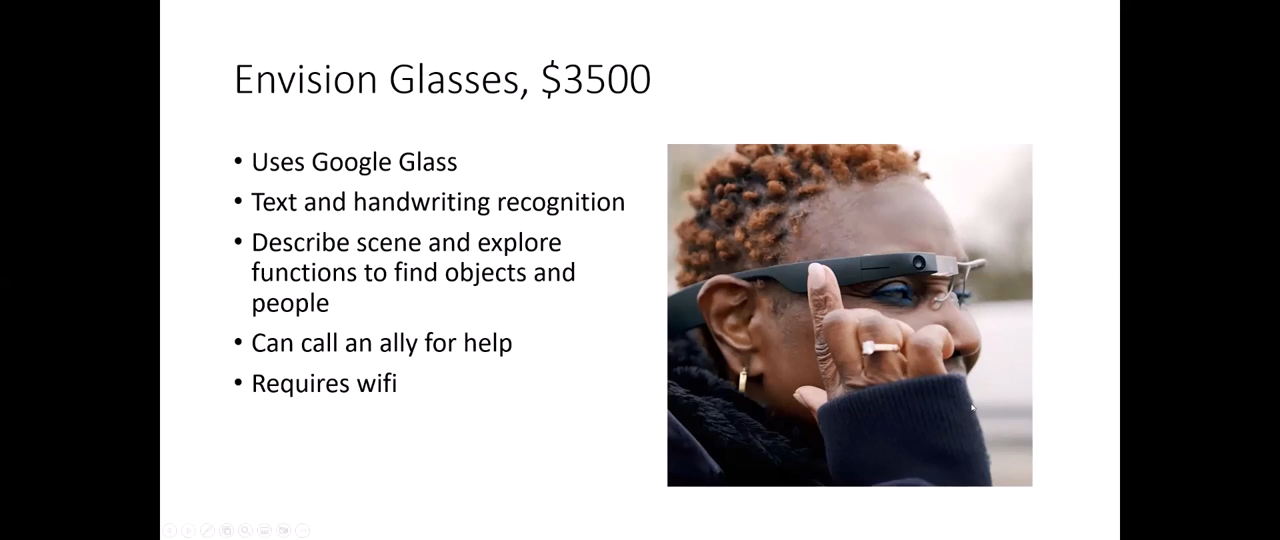 Envision Glasses, $3500
• Uses Google Glass
• Text and handwriting recognition
• Describe scene and explore
functions to find objects and
people
• Can call an ally for help
• Requires wifi